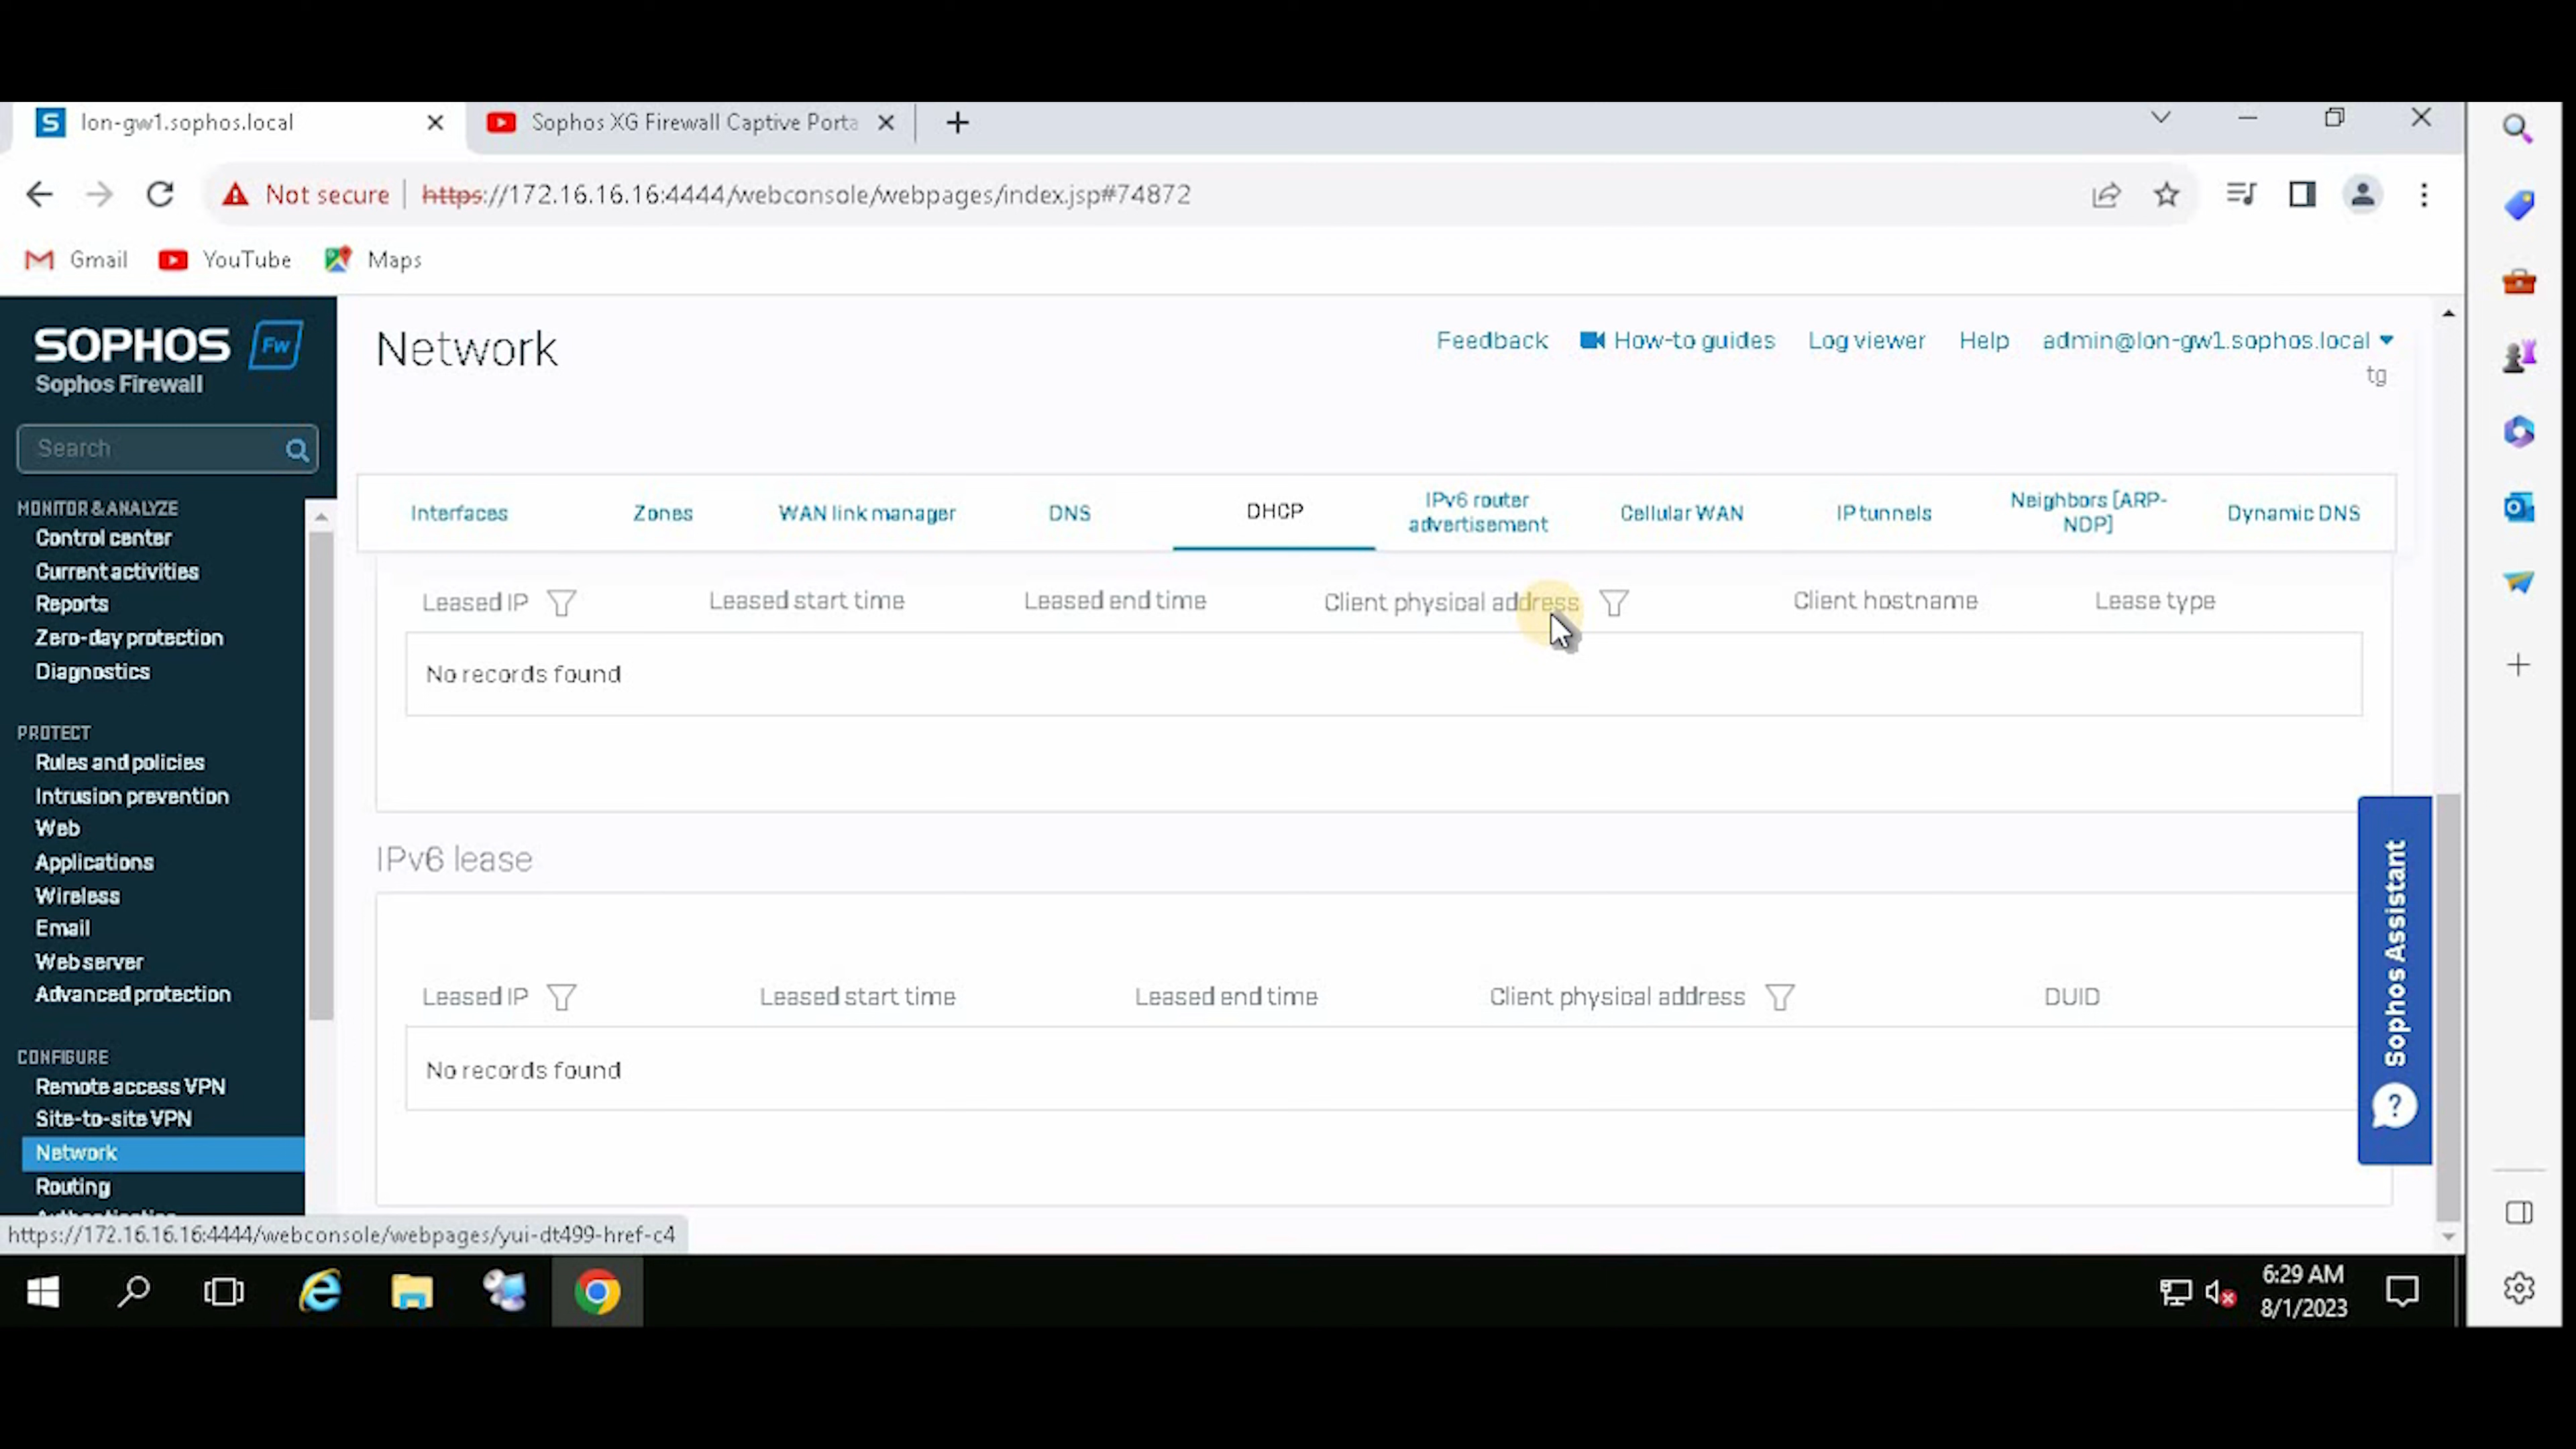 lon-gw1.sophos.local
Sophos XG Firewall Captive Porta
Not secure https://172.16.16.16:4444/webconsole/webpages/index.jsp#74872
Gmail YouTube Maps
SOPHOS Fw
Sophos Firewall
Search
MONITOR & ANALYZE
Control center
Current activities
Reports
Zero-day protection
Diagnostics
PROTECT
Rules and policies
Intrusion prevention
Web
Applications
Wireless
Email
Web server
Advanced protection
CONFIGURE
Remote access VPN
Site-to-site VPN
Network
Routing
Network
Feedback How-to guides Log viewer Help admin@lon-gw1.sophos.local
tg
Interfaces Zones WAN link manager DNS DHCP IPv6 router advertisement Cellular WAN IP tunnels Neighbors [ARP-NDP] Dynamic DNS
Leased IP Leased start time Leased end time Client physical address Client hostname Lease type
No records found
IPv6 lease
Leased IP Leased start time Leased end time Client physical address DUID
No records found
Sophos Assistant
?
https://172.16.16.16:4444/webconsole/webpages/yui-dt499-href-c4
6:29 AM
8/1/2023